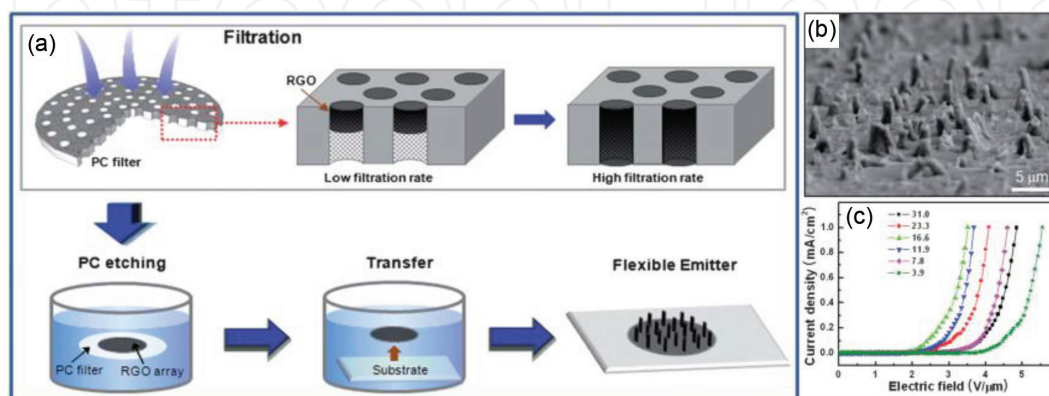 (a)
Filtration
RGO
PC filter
Low filtration rate
High filtration rate
PC etching
Transfer
Flexible Emitter
PC filter
RGO array
Substrate
(b)
5 μm
(c)
Current density (mA/cm²)
1.0
0.8
0.6
0.4
0.2
0.0
31.0
23.3
16.6
11.9
7.8
3.9
0 1 2 3 4 5
Electric field (V/μm)